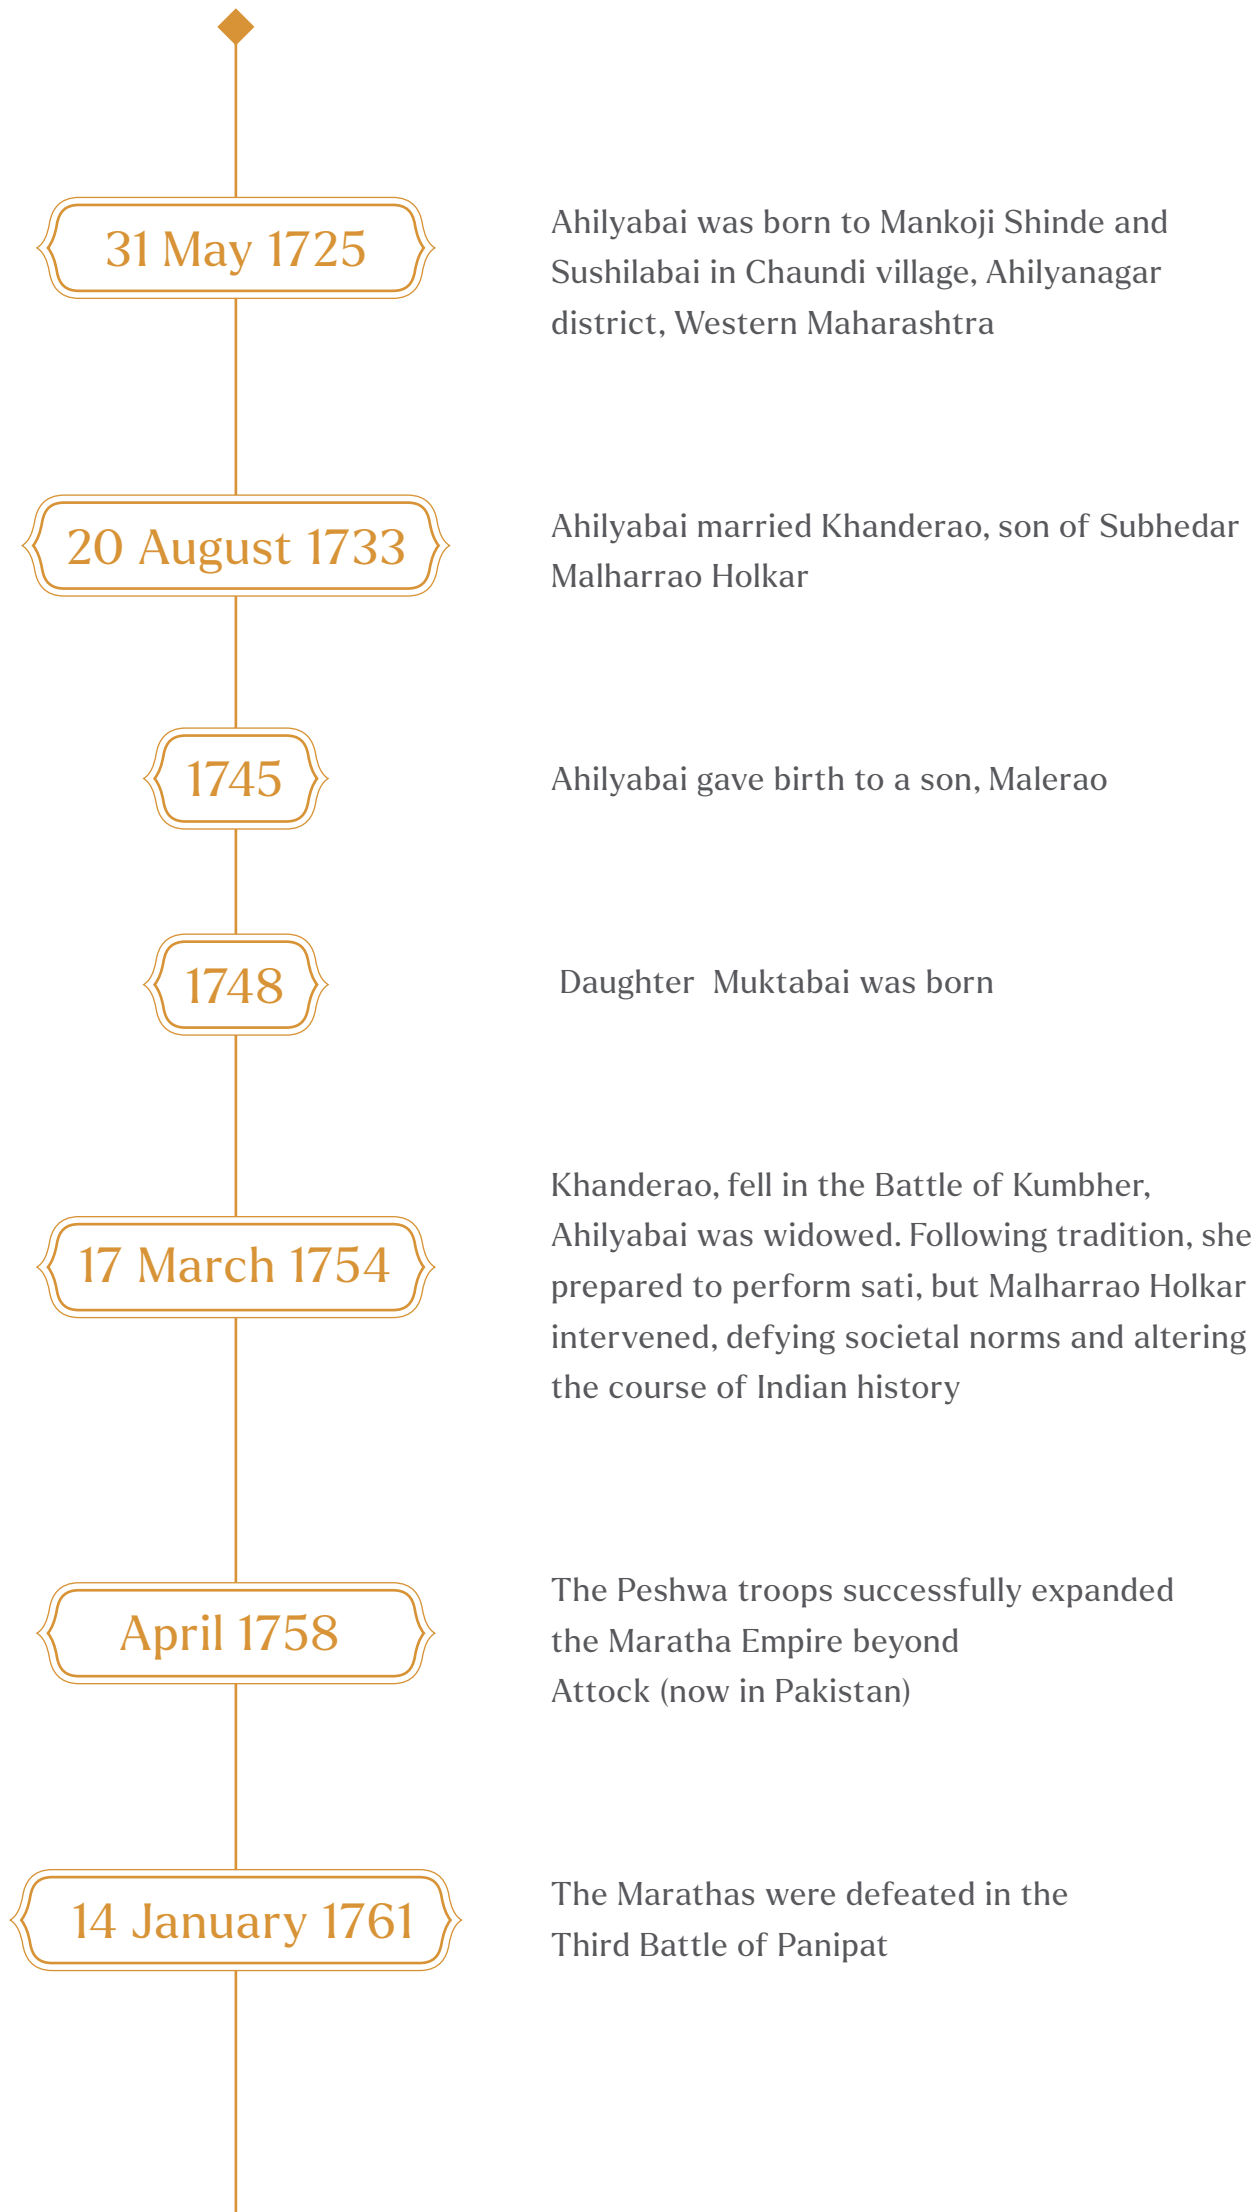 31 May 1725
Ahilyabai was born to Mankoji Shinde and
Sushilabai in Chaundi village, Ahilyanagar
district, Western Maharashtra
20 August 1733
Ahilyabai married Khanderao, son of Subhedar
Malharrao Holkar
1745
Ahilyabai gave birth to a son, Malerao
1748
Daughter Muktabai was born
17 March 1754
Khanderao, fell in the Battle of Kumbher,
Ahilyabai was widowed. Following tradition, she
prepared to perform sati, but Malharrao Holkar
intervened, defying societal norms and altering
the course of Indian history
April 1758
The Peshwa troops successfully expanded
the Maratha Empire beyond
Attock (now in Pakistan)
14 January 1761
The Marathas were defeated in the
Third Battle of Panipat